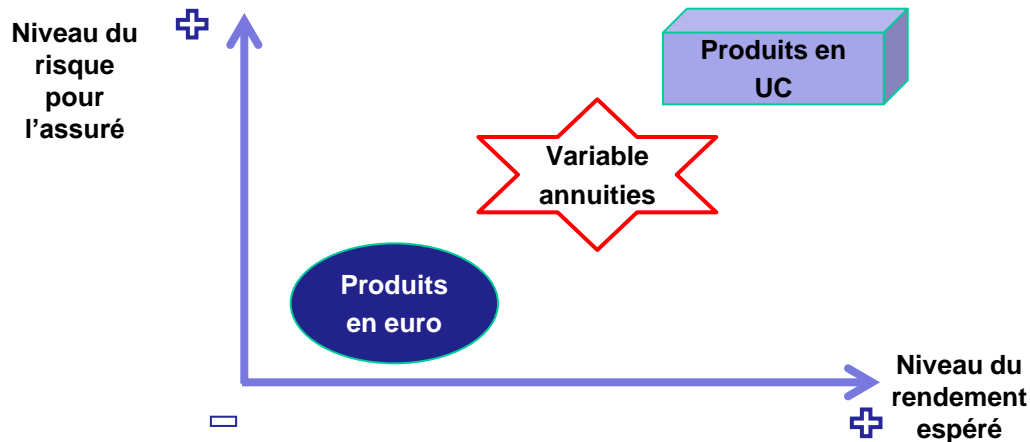 Niveau du
risque
pour
l’assuré
Produits en
UC
Variable
annuities
Produits
en euro
Niveau du
rendement
espéré